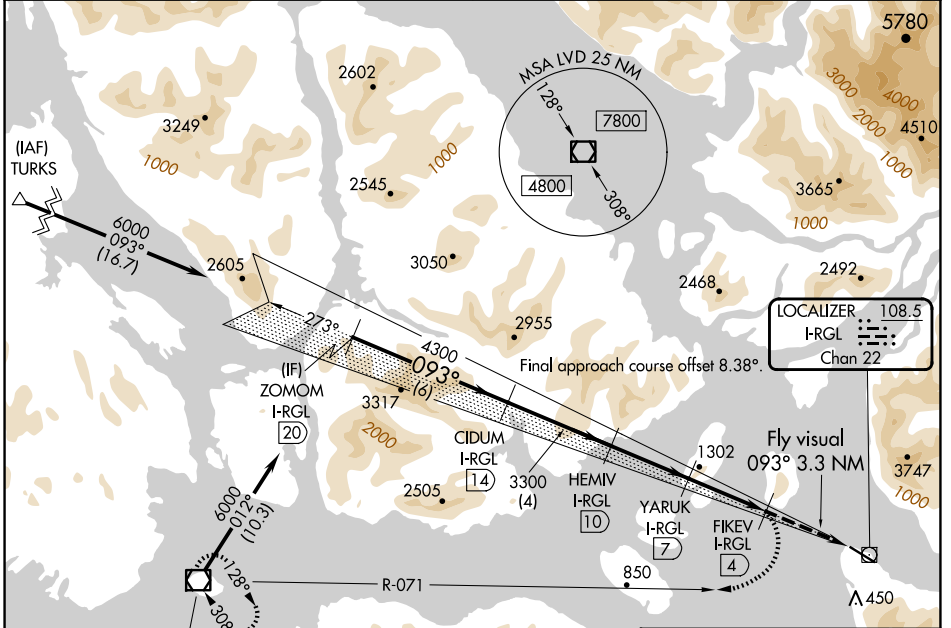 5780
2602
MSA LVD 25 NM
128°
7800
3000
4000
2000
4510
1000
3249
1000
1000
(IAF)
TURKS
2545
4800
308°
3665
1000
6000
093°
(16.7)
2605
3050
2468
2492
LOCALIZER 108.5
I-RGL
Chan 22
273°
2955
4300
093°
(6)
Final approach course offset 8.38°.
(IF)
ZOMOM
I-RGL
20
3317
2000
CIDUM
I-RGL
14
3300
(4)
HEMIV
I-RGL
10
1302
Fly visual
093° 3.3 NM
3747
1000
2505
YARUK
I-RGL
7
FIKEV
I-RGL
4
6000
012°
(10.3)
128°
308°
R-071
850
450